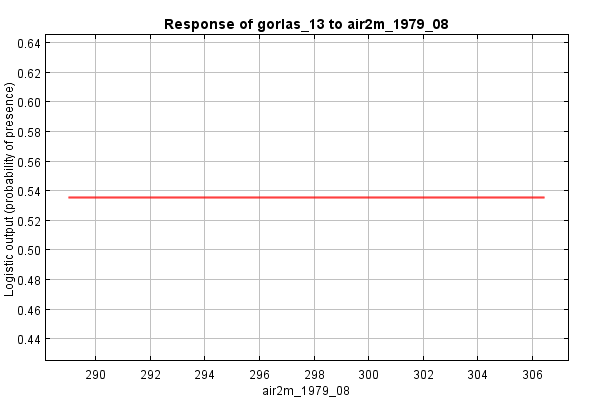 Response of gorlas_13 to air2m_1979_08
Logistic output (probability of presence)
0.64
0.62
0.60
0.58
0.56
0.54
0.52
0.50
0.48
0.46
0.44
290 292 294 296 298 300 302 304 306
air2m_1979_08